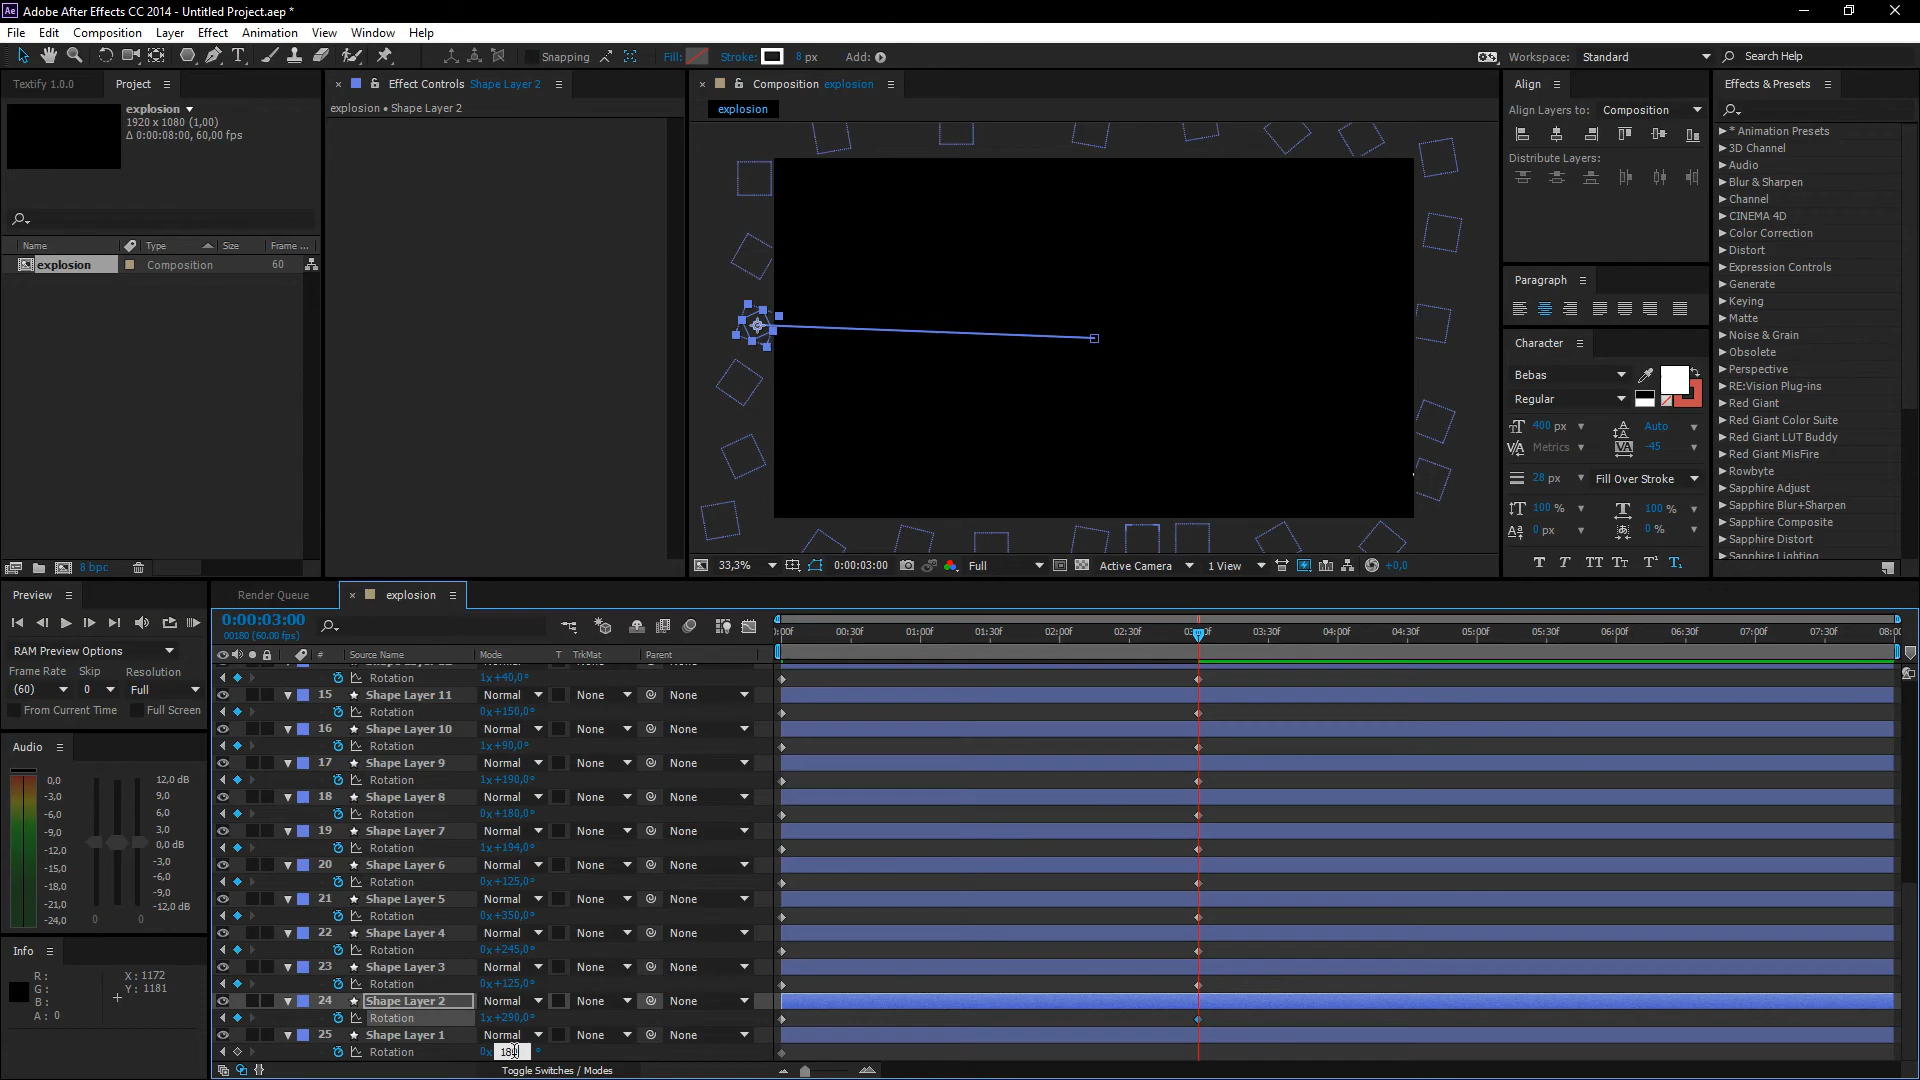 Adobe After Effects CC 2014 - Untitled Project.aep *
File Edit Composition Layer Effect Animation View Window Help
Snapping Fill: Stroke: 8 px Add: Workspace: Standard Search Help
Textify 1.0.0 Project Effect Controls Shape Layer 2 Composition explosion Align Effects & Presets
explosion
1920 x 1080 (1,00)
Δ 0:00:08:00, 60,00 fps
explosion • Shape Layer 2
explosion
Align Layers to: Composition
Distribute Layers:
* Animation Presets
3D Channel
Audio
Blur & Sharpen
Channel
CINEMA 4D
Color Correction
Distort
Expression Controls
Generate
Keying
Matte
Noise & Grain
Obsolete
Perspective
RE:Vision Plug-ins
Red Giant
Red Giant Color Suite
Red Giant LUT Buddy
Red Giant MisFire
Rowbyte
Sapphire Adjust
Sapphire Blur+Sharpen
Sapphire Composite
Sapphire Distort
Sapphire Lighting
Name Type Size Frame ...
explosion Composition 60
8 bpc
Paragraph
Character
Bebas
Regular
400 px Auto
Metrics -45
28 px Fill Over Stroke
100 % 100 %
0 px 0 %
33,3% 0:00:03:00 Full Active Camera 1 View +0,0
Preview
RAM Preview Options
Frame Rate Skip Resolution
(60) 0 Full
From Current Time Full Screen
Audio
0,0
-3,0
-6,0
-9,0
-12,0
-15,0
-18,0
-21,0
-24,0
0 0
12,0 dB
9,0
6,0
3,0
0,0 dB
-3,0
-6,0
-9,0
-12,0 dB
Info
R:
G:
B:
A: 0
X: 1172
Y: 1181
Render Queue explosion
0:00:03:00
00180 (60.00 fps)
:00f 00:30f 01:00f 01:30f 02:00f 02:30f 03:30f 04:00f 04:30f 05:00f 05:30f 06:00f 06:30f 07:00f 07:30f 08:00
# Source Name Mode T TrkMat Parent
Rotation 1x+40,0°
15 Shape Layer 11 Normal None None
Rotation 0x+150,0°
16 Shape Layer 10 Normal None None
Rotation 1x+90,0°
17 Shape Layer 9 Normal None None
Rotation 1x+190,0°
18 Shape Layer 8 Normal None None
Rotation 0x+180,0°
19 Shape Layer 7 Normal None None
Rotation 1x+194,0°
20 Shape Layer 6 Normal None None
Rotation 0x+125,0°
21 Shape Layer 5 Normal None None
Rotation 0x+350,0°
22 Shape Layer 4 Normal None None
Rotation 0x+245,0°
23 Shape Layer 3 Normal None None
Rotation 0x+125,0°
24 Shape Layer 2 Normal None None
Rotation 1x+290,0°
25 Shape Layer 1 Normal None None
Rotation 0x °
Toggle Switches / Modes